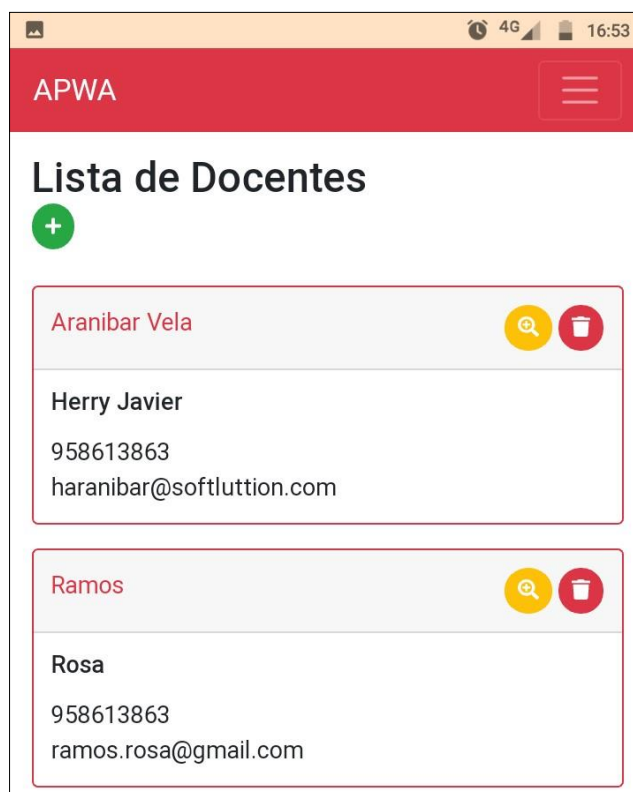 4G 16:53
APWA
Lista de Docentes
Aranibar Vela
Herry Javier
958613863
haranibar@softluttion.com
Ramos
Rosa
958613863
ramos.rosa@gmail.com